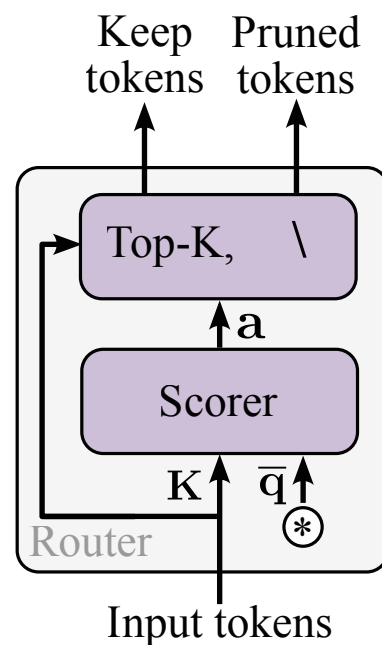 Keep tokens
Pruned tokens
Top-K, \
a
Scorer
K
q̅
*
Router
Input tokens